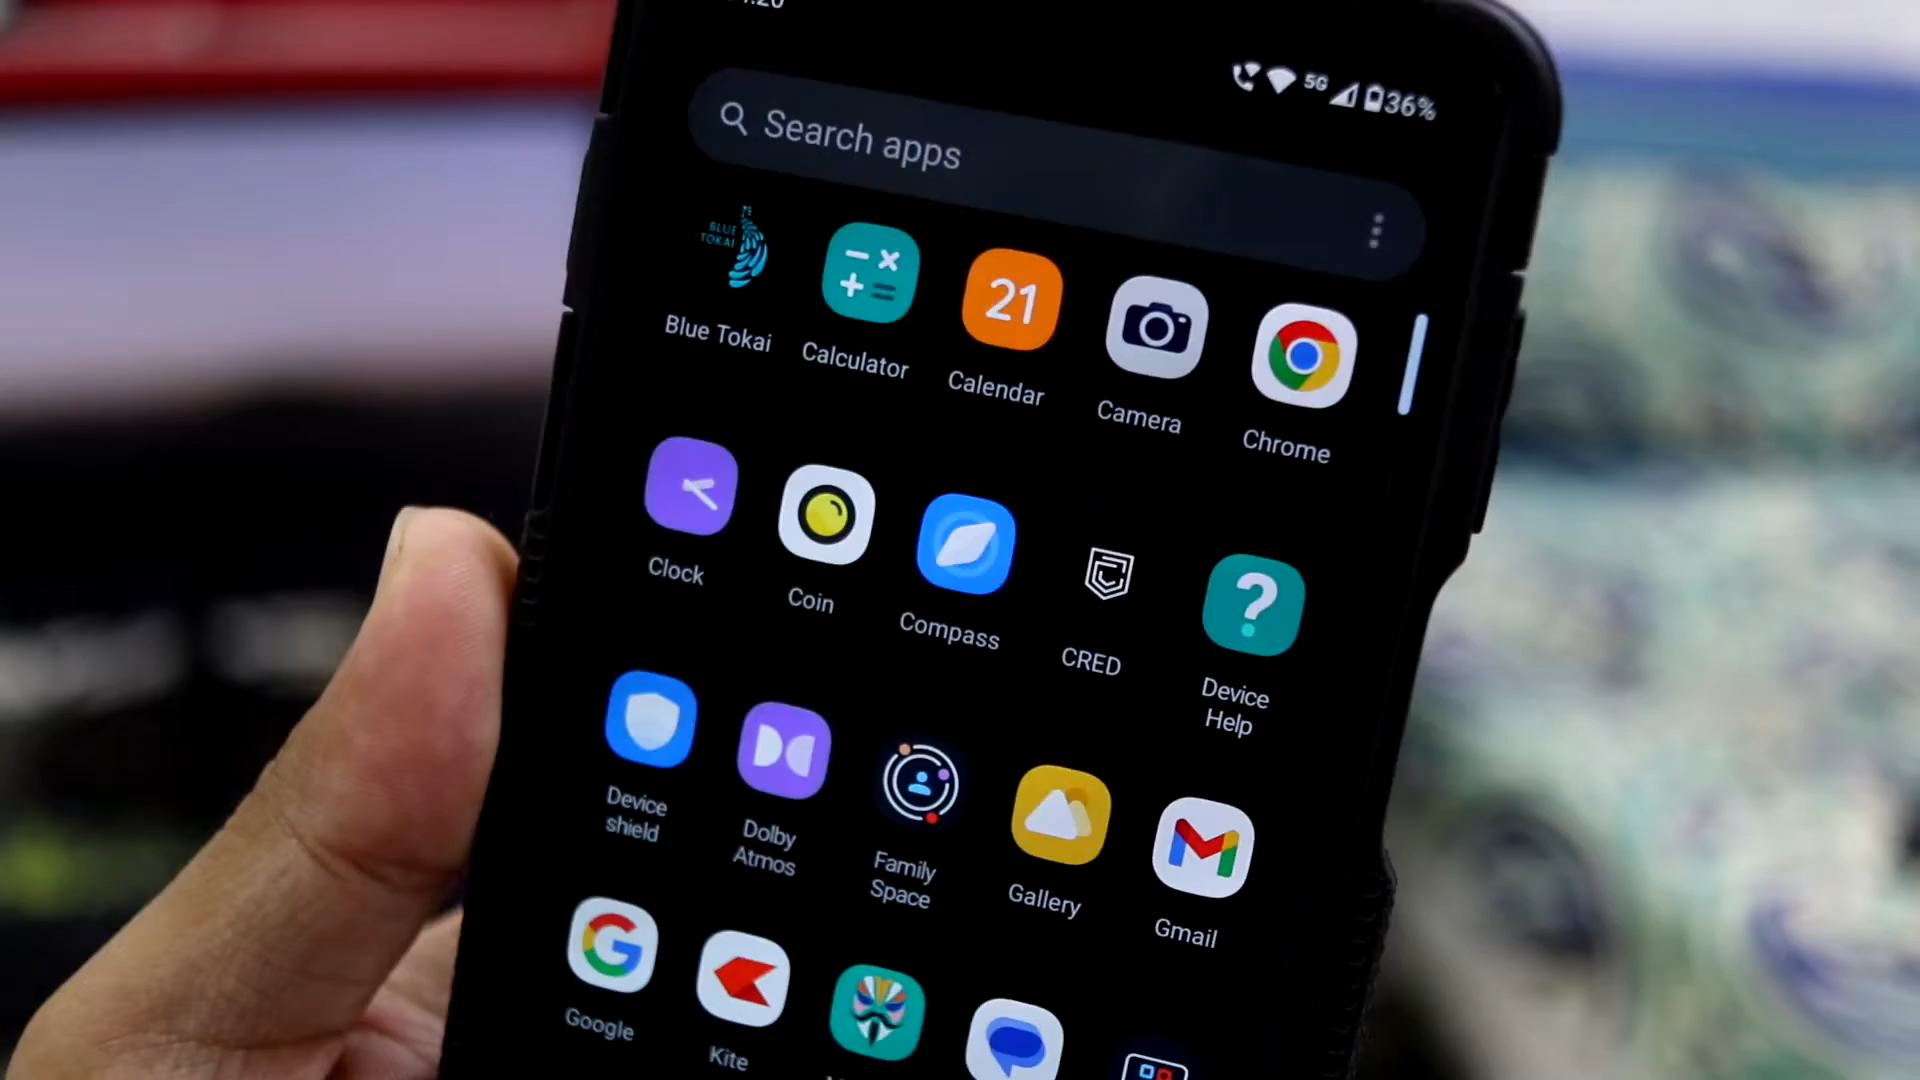 5G 36%
Search apps
BLUE
TOKAI
21
Blue Tokai
Calculator
Calendar
Camera
Chrome
Clock
Coin
Compass
CRED
?
Device
Help
Device
shield
Dolby
Atmos
Family
Space
Gallery
Gmail
Google
Kite